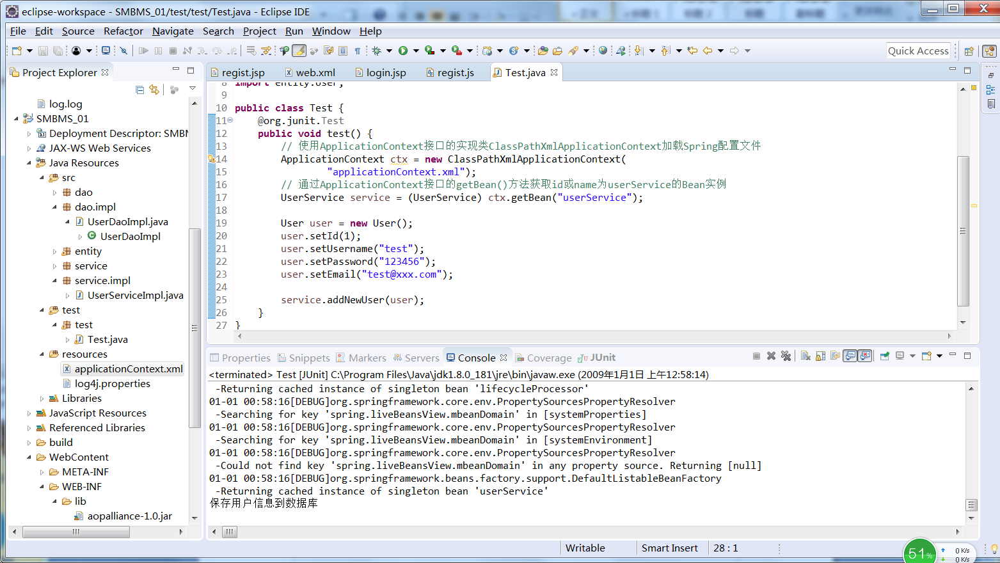 eclipse-workspace - SMBMS_01/test/test/Test.java - Eclipse IDE
File Edit Source Refactor Navigate Search Project Run Window Help
Quick Access
Project Explorer
log.log
SMBMS_01
Deployment Descriptor: SMBM
JAX-WS Web Services
Java Resources
src
dao
dao.impl
UserDaoImpl.java
UserDaoImpl
entity
service
service.impl
UserServiceImpl.java
test
test
Test.java
resources
applicationContext.xml
log4j.properties
Libraries
JavaScript Resources
Referenced Libraries
build
WebContent
META-INF
WEB-INF
lib
aopalliance-1.0.jar
regist.jsp web.xml login.jsp regist.js Test.java
8 import entity.User;
9
10 public class Test {
11 @org.junit.Test
12 public void test() {
13 // 使用ApplicationContext接口的实现类ClassPathXmlApplicationContext加载Spring配置文件
14 ApplicationContext ctx = new ClassPathXmlApplicationContext(
15 "applicationContext.xml");
16 // 通过ApplicationContext接口的getBean()方法获取id或name为userService的Bean实例
17 UserService service = (UserService) ctx.getBean("userService");
18
19 User user = new User();
20 user.setId(1);
21 user.setUsername("test");
22 user.setPassword("123456");
23 user.setEmail("test@xxx.com");
24
25 service.addNewUser(user);
26 }
27 }
Properties Snippets Markers Servers Console Coverage JUnit
<terminated> Test [JUnit] C:\Program Files\Java\jdk1.8.0_181\jre\bin\javaw.exe (2009年1月1日 上午12:58:14)
-Returning cached instance of singleton bean 'lifecycleProcessor'
01-01 00:58:16[DEBUG]org.springframework.core.env.PropertySourcesPropertyResolver
-Searching for key 'spring.liveBeansView.mbeanDomain' in [systemProperties]
01-01 00:58:16[DEBUG]org.springframework.core.env.PropertySourcesPropertyResolver
-Searching for key 'spring.liveBeansView.mbeanDomain' in [systemEnvironment]
01-01 00:58:16[DEBUG]org.springframework.core.env.PropertySourcesPropertyResolver
-Could not find key 'spring.liveBeansView.mbeanDomain' in any property source. Returning [null]
01-01 00:58:16[DEBUG]org.springframework.beans.factory.support.DefaultListableBeanFactory
-Returning cached instance of singleton bean 'userService'
保存用户信息到数据库
Writable Smart Insert 28 : 1
51%
0 K/s
0 K/s